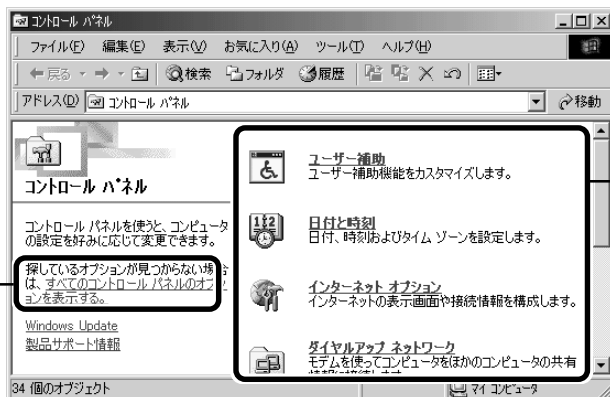 コントロール パネル
ファイル(F) 編集(E) 表示(V) お気に入り(A) ツール(T) ヘルプ(H)
戻る 検索 フォルダ 履歴
アドレス(D) コントロール パネル 移動
コントロール パネル
コントロール パネルを使うと、コンピュータ
の設定を好みに応じて変更できます。
探しているオプションが見つからない場合
は、すべてのコントロール パネルのオプシ
ョンを表示する。
Windows Update
製品サポート情報
ユーザー補助
ユーザー補助機能をカスタマイズします。
日付と時刻
日付、時刻およびタイム ゾーンを設定します。
インターネット オプション
インターネットの表示画面や接続情報を構成します。
ダイヤルアップ ネットワーク
モデムを使ってコンピュータをほかのコンピュータの共有
34 個のオブジェクト マイ コンピュータ